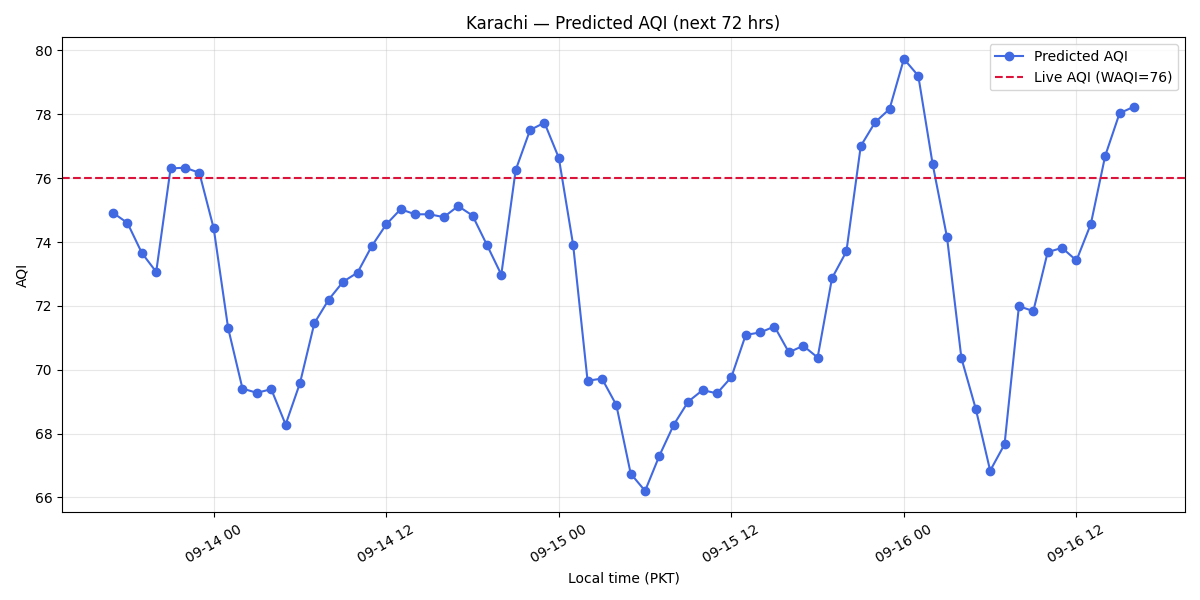 Karachi — Predicted AQI (next 72 hrs)
Predicted AQI
Live AQI (WAQI=76)
AQI
80
78
76
74
72
70
68
66
09-14 00
09-14 12
09-15 00
09-15 12
09-16 00
09-16 12
Local time (PKT)